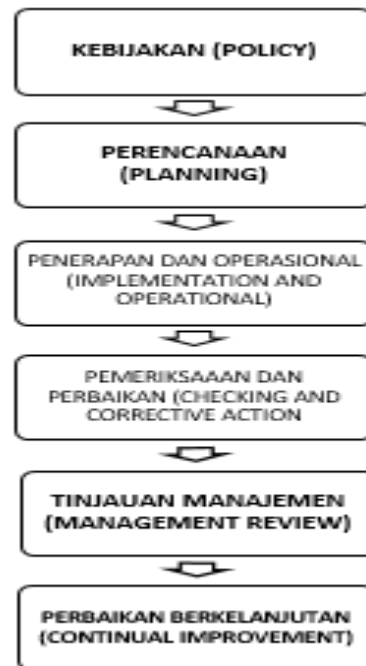 KEBIJAKAN (POLICY)
PERENCANAAN
(PLANNING)
PENERAPAN DAN OPERASIONAL
(IMPLEMENTATION AND
OPERATIONAL)
PEMERIKSAAAN DAN
PERBAIKAN (CHECKING AND
CORRECTIVE ACTION
TINJAUAN MANAJEMEN
(MANAGEMENT REVIEW)
PERBAIKAN BERKELANJUTAN
(CONTINUAL IMPROVEMENT)